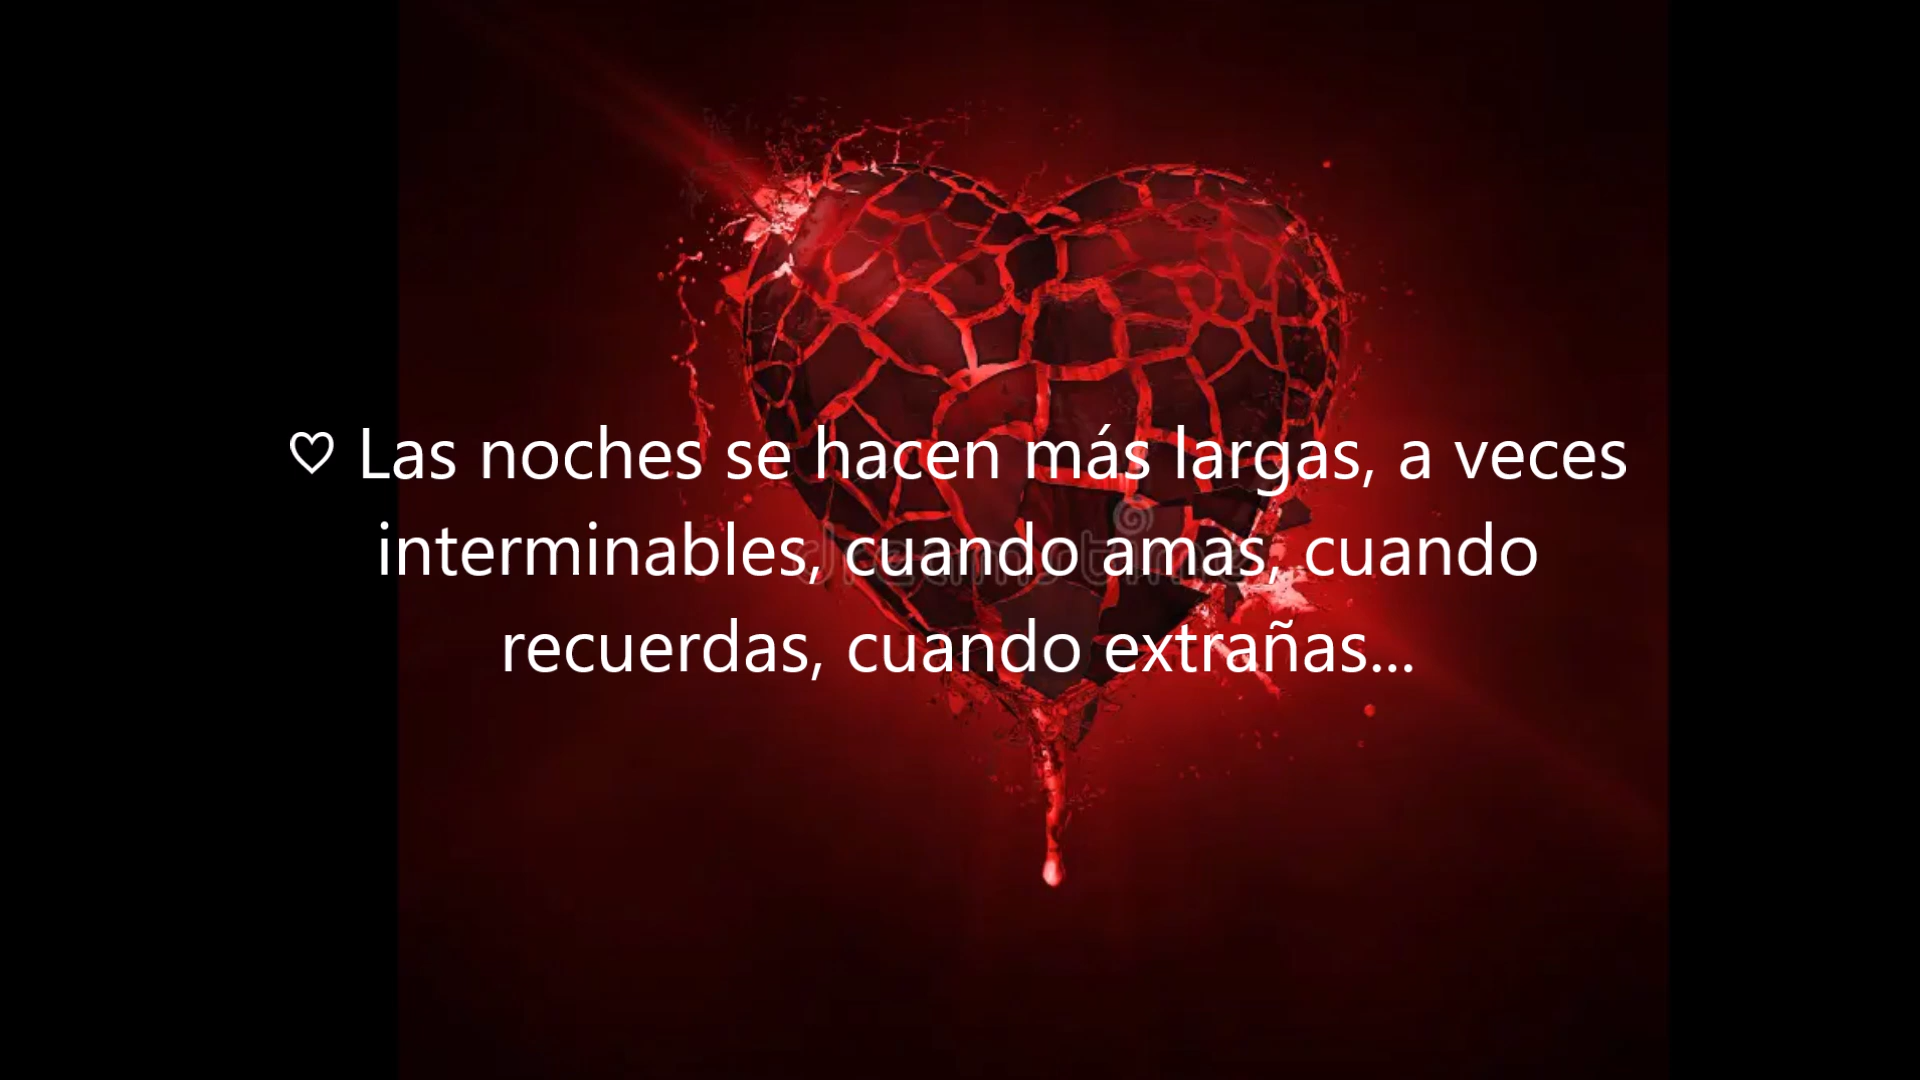 ♡ Las noches se hacen más largas, a veces
interminables, cuando amas, cuando
recuerdas, cuando extrañas...